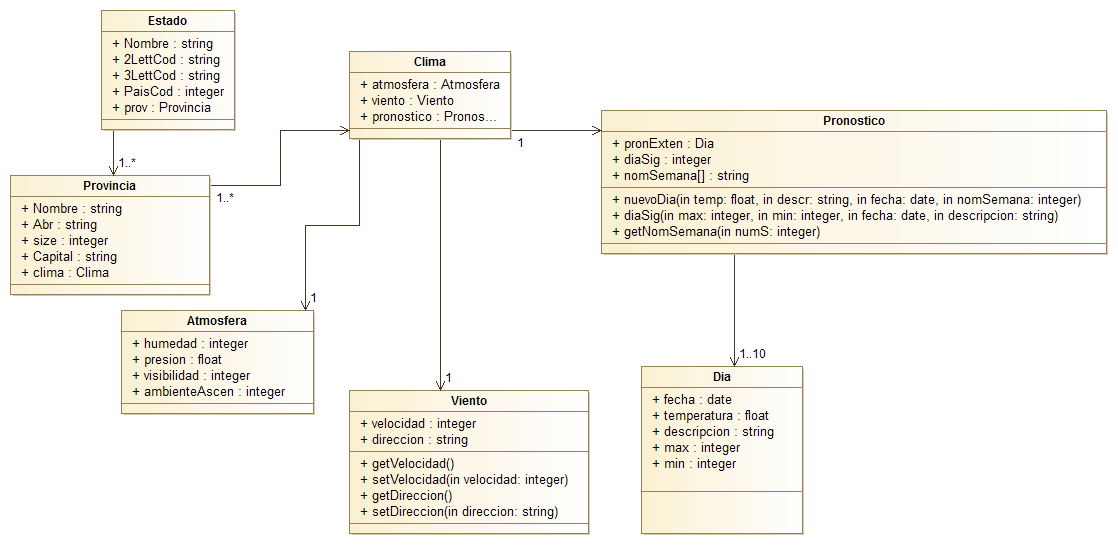 Estado
+ Nombre : string
+ 2LettCod : string
+ 3LettCod : string
+ PaisCod : integer
+ prov : Provincia
1..*
Provincia
+ Nombre : string
+ Abr : string
+ size : integer
+ Capital : string
+ clima : Clima
1..*
Clima
+ atmosfera : Atmosfera
+ viento : Viento
+ pronostico : Pronos...
1
Pronostico
+ pronExten : Dia
+ diaSig : integer
+ nomSemana[] : string
+ nuevoDia(in temp: float, in descr: string, in fecha: date, in nomSemana: integer)
+ diaSig(in max: integer, in min: integer, in fecha: date, in descripcion: string)
+ getNomSemana(in numS: integer)
1
Atmosfera
+ humedad : integer
+ presion : float
+ visibilidad : integer
+ ambienteAscen : integer
1
Viento
+ velocidad : integer
+ direccion : string
+ getVelocidad()
+ setVelocidad(in velocidad: integer)
+ getDireccion()
+ setDireccion(in direccion: string)
1..10
Dia
+ fecha : date
+ temperatura : float
+ descripcion : string
+ max : integer
+ min : integer